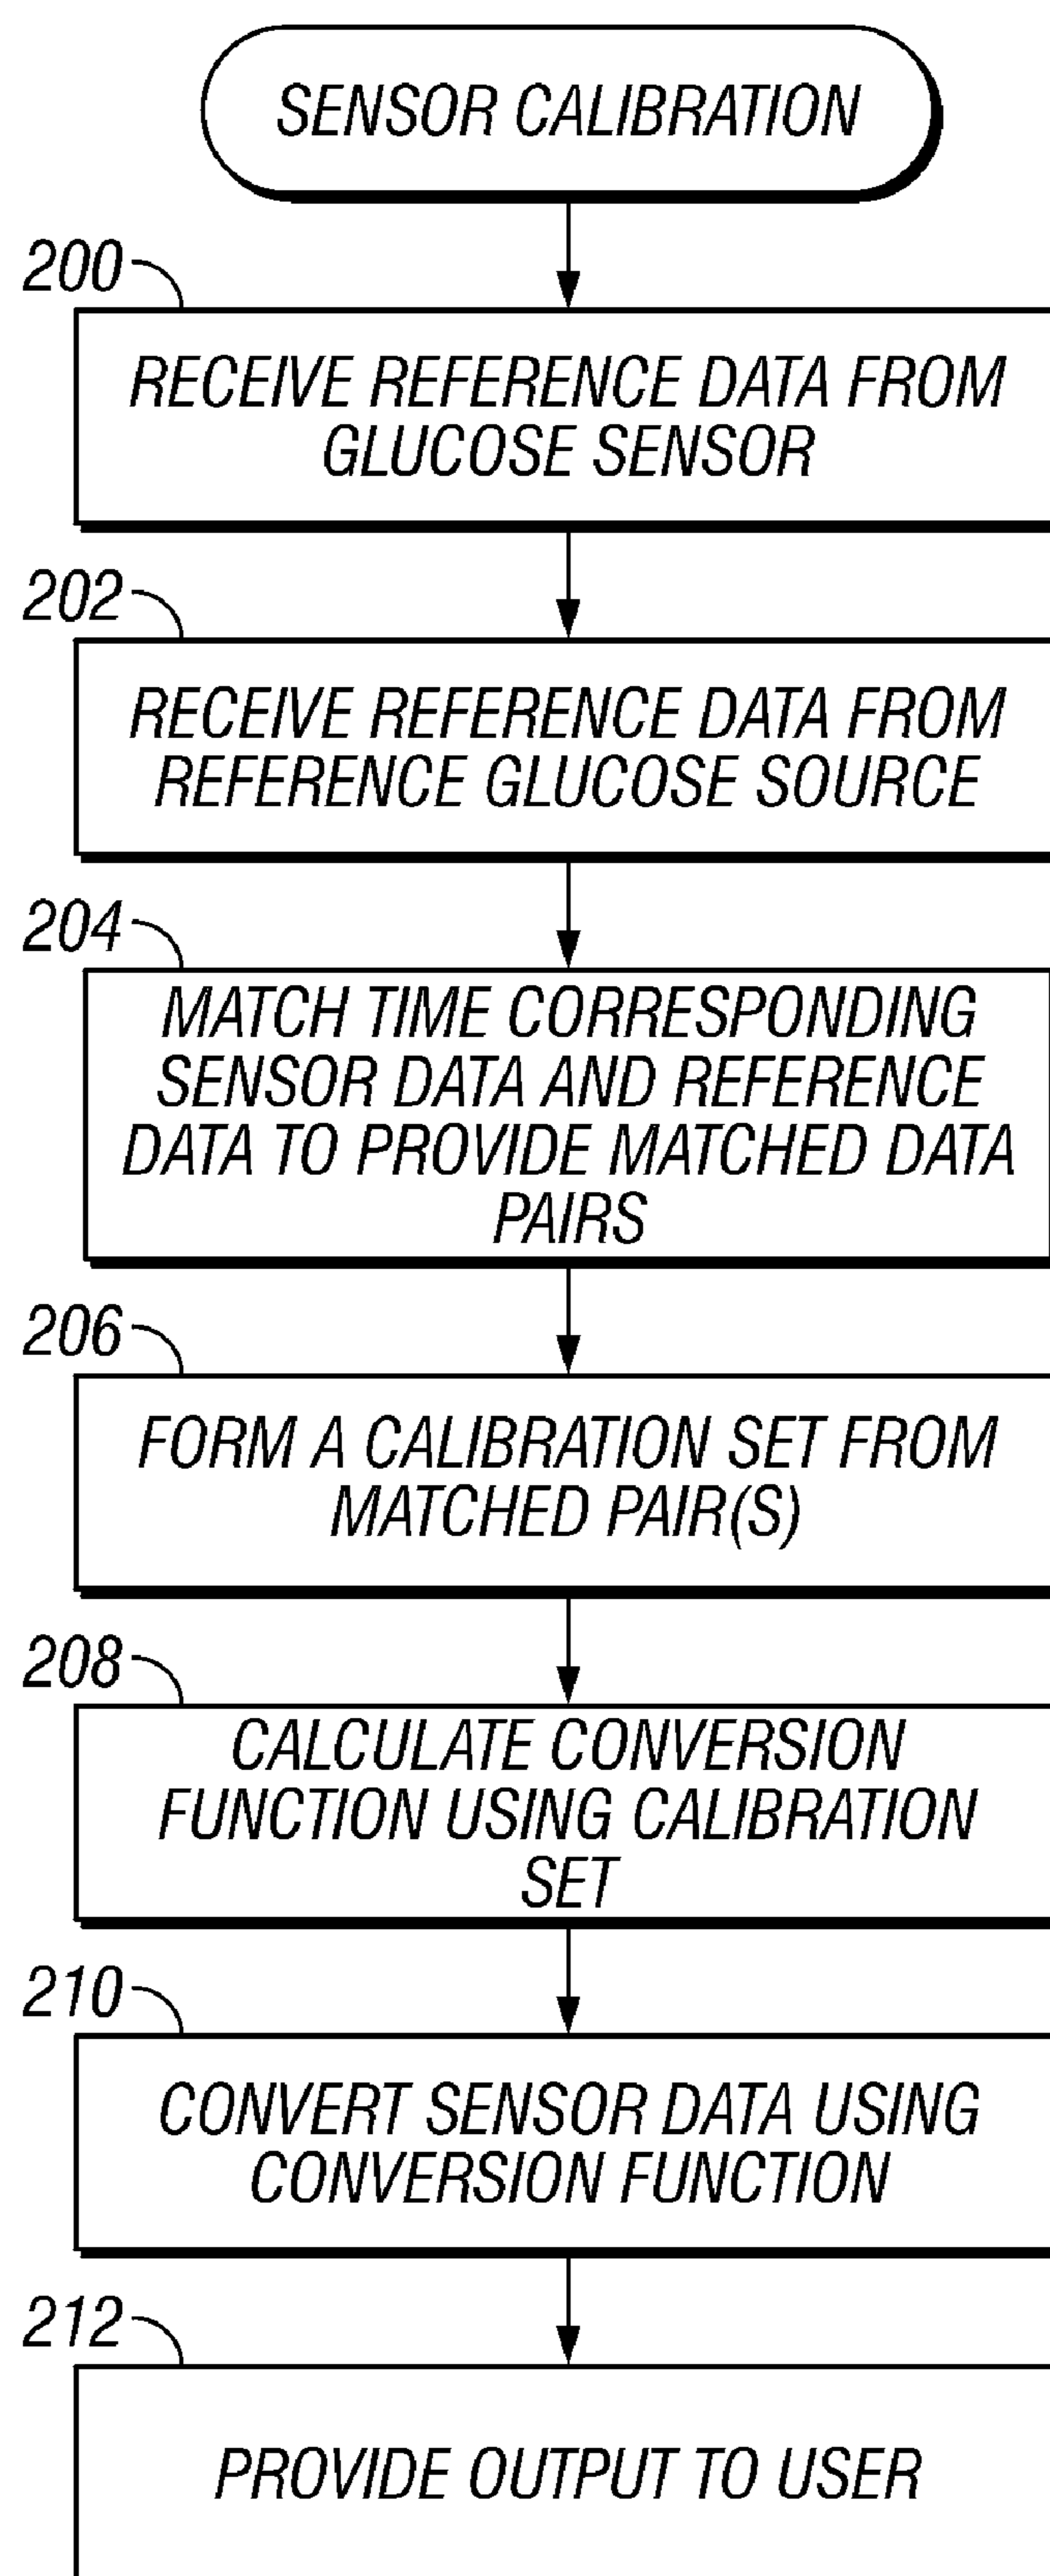 SENSOR CALIBRATION
200
RECEIVE REFERENCE DATA FROM
GLUCOSE SENSOR
202
RECEIVE REFERENCE DATA FROM
REFERENCE GLUCOSE SOURCE
204
MATCH TIME CORRESPONDING
SENSOR DATA AND REFERENCE
DATA TO PROVIDE MATCHED DATA
PAIRS
206
FORM A CALIBRATION SET FROM
MATCHED PAIR(S)
208
CALCULATE CONVERSION
FUNCTION USING CALIBRATION
SET
210
CONVERT SENSOR DATA USING
CONVERSION FUNCTION
212
PROVIDE OUTPUT TO USER